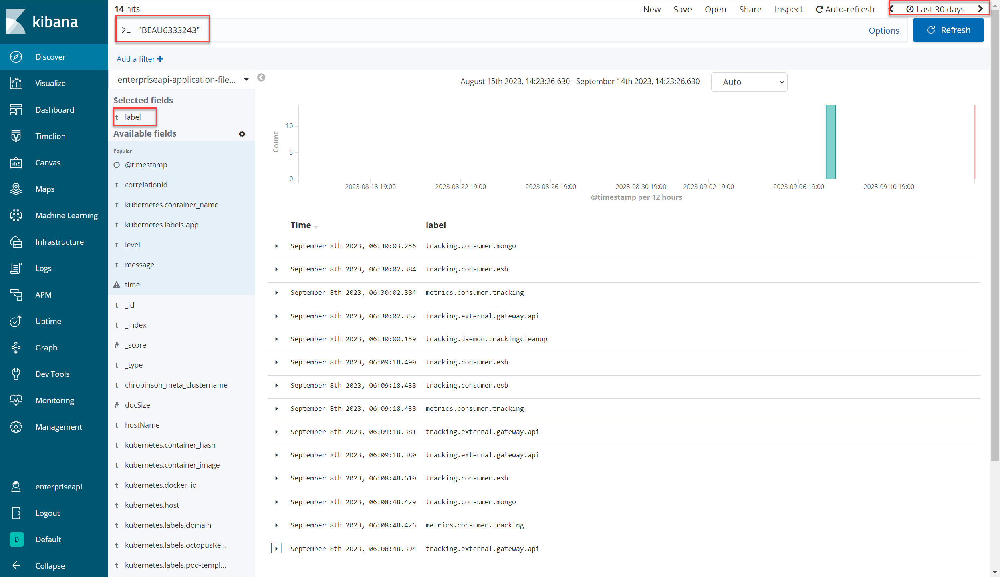 kibana
Discover
Visualize
Dashboard
Timelion
Canvas
Maps
Machine Learning
Infrastructure
Logs
APM
Uptime
Graph
Dev Tools
Monitoring
Management
enterpriseapi
Logout
D Default
Collapse
14 hits
New Save Open Share Inspect Auto-refresh Last 30 days
>_ "BEAU6333243"
Options Refresh
Add a filter
enterpriseapi-application-file...
Selected fields
t label
Available fields
Popular
@timestamp
t correlationId
t kubernetes.container_name
t kubernetes.labels.app
t level
t message
time
t _id
t _index
# _score
t _type
t chrobinson_meta_clustername
# docSize
t hostName
t kubernetes.container_hash
t kubernetes.container_image
t kubernetes.docker_id
t kubernetes.host
t kubernetes.labels.domain
t kubernetes.labels.octopusRe...
t kubernetes.labels.pod-templ...
August 15th 2023, 14:23:26.630 - September 14th 2023, 14:23:26.630 — Auto
Count
10
5
0
2023-08-18 19:00 2023-08-22 19:00 2023-08-26 19:00 2023-08-30 19:00 2023-09-02 19:00 2023-09-06 19:00 2023-09-10 19:00
@timestamp per 12 hours
Time label
September 8th 2023, 06:30:03.256 tracking.consumer.mongo
September 8th 2023, 06:30:02.384 tracking.consumer.esb
September 8th 2023, 06:30:02.384 metrics.consumer.tracking
September 8th 2023, 06:30:02.352 tracking.external.gateway.api
September 8th 2023, 06:30:00.159 tracking.daemon.trackingcleanup
September 8th 2023, 06:09:18.490 tracking.consumer.esb
September 8th 2023, 06:09:18.438 tracking.consumer.esb
September 8th 2023, 06:09:18.438 metrics.consumer.tracking
September 8th 2023, 06:09:18.381 tracking.external.gateway.api
September 8th 2023, 06:09:18.380 tracking.external.gateway.api
September 8th 2023, 06:08:48.610 tracking.consumer.esb
September 8th 2023, 06:08:48.429 tracking.consumer.mongo
September 8th 2023, 06:08:48.426 metrics.consumer.tracking
September 8th 2023, 06:08:48.394 tracking.external.gateway.api